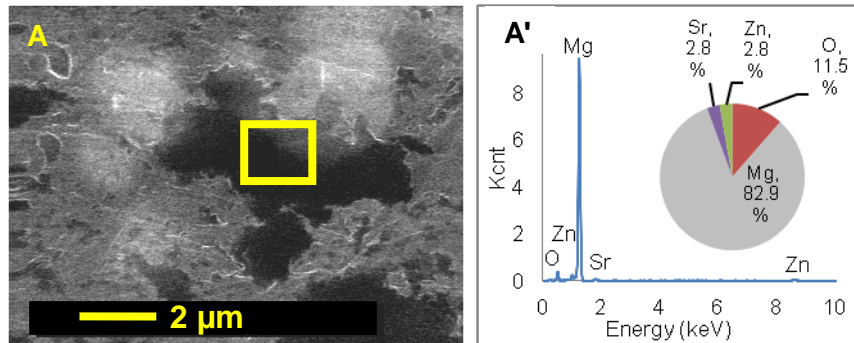 A
2 µm
A'
Mg
Sr,
2.8
%
Zn,
2.8
%
O,
11.5
%
Mg,
82.9
%
Kcnt
8
6
4
2
0
O
Zn
Sr
Zn
0 2 4 6 8 10
Energy (keV)